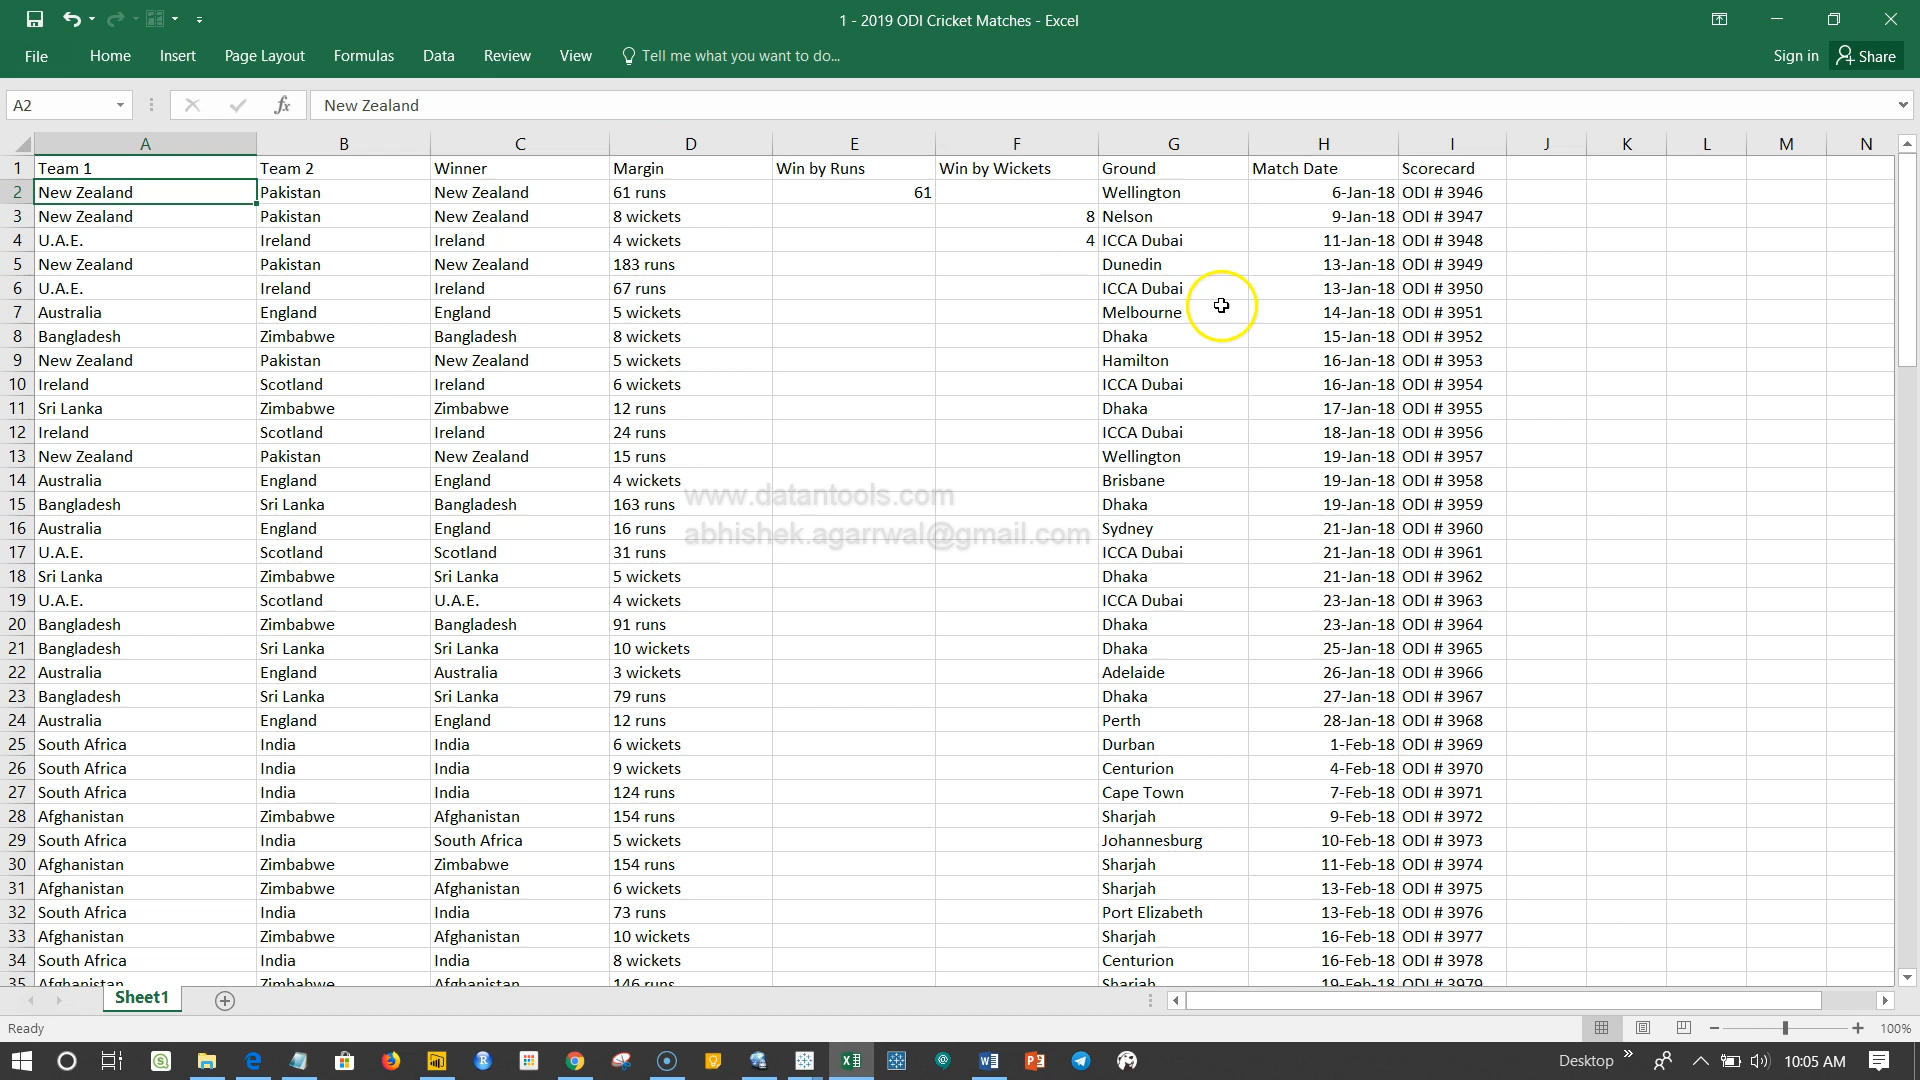 1 - 2019 ODI Cricket Matches - Excel
File Home Insert Page Layout Formulas Data Review View Tell me what you want to do... Sign in Share
A2 fx New Zealand
A B C D E F G H I J K L M N
1 Team 1 Team 2 Winner Margin Win by Runs Win by Wickets Ground Match Date Scorecard
2 New Zealand Pakistan New Zealand 61 runs 61 Wellington 6-Jan-18 ODI # 3946
3 New Zealand Pakistan New Zealand 8 wickets 8 Nelson 9-Jan-18 ODI # 3947
4 U.A.E. Ireland Ireland 4 wickets 4 ICCA Dubai 11-Jan-18 ODI # 3948
5 New Zealand Pakistan New Zealand 183 runs Dunedin 13-Jan-18 ODI # 3949
6 U.A.E. Ireland Ireland 67 runs ICCA Dubai 13-Jan-18 ODI # 3950
7 Australia England England 5 wickets Melbourne 14-Jan-18 ODI # 3951
8 Bangladesh Zimbabwe Bangladesh 8 wickets Dhaka 15-Jan-18 ODI # 3952
9 New Zealand Pakistan New Zealand 5 wickets Hamilton 16-Jan-18 ODI # 3953
10 Ireland Scotland Ireland 6 wickets ICCA Dubai 16-Jan-18 ODI # 3954
11 Sri Lanka Zimbabwe Zimbabwe 12 runs Dhaka 17-Jan-18 ODI # 3955
12 Ireland Scotland Ireland 24 runs ICCA Dubai 18-Jan-18 ODI # 3956
13 New Zealand Pakistan New Zealand 15 runs Wellington 19-Jan-18 ODI # 3957
14 Australia England England 4 wickets Brisbane 19-Jan-18 ODI # 3958
www.datantools.com
15 Bangladesh Sri Lanka Bangladesh 163 runs Dhaka 19-Jan-18 ODI # 3959
16 Australia England England 16 runs Sydney 21-Jan-18 ODI # 3960
abhishek.agarrwal@gmail.com
17 U.A.E. Scotland Scotland 31 runs ICCA Dubai 21-Jan-18 ODI # 3961
18 Sri Lanka Zimbabwe Sri Lanka 5 wickets Dhaka 21-Jan-18 ODI # 3962
19 U.A.E. Scotland U.A.E. 4 wickets ICCA Dubai 23-Jan-18 ODI # 3963
20 Bangladesh Zimbabwe Bangladesh 91 runs Dhaka 23-Jan-18 ODI # 3964
21 Bangladesh Sri Lanka Sri Lanka 10 wickets Dhaka 25-Jan-18 ODI # 3965
22 Australia England Australia 3 wickets Adelaide 26-Jan-18 ODI # 3966
23 Bangladesh Sri Lanka Sri Lanka 79 runs Dhaka 27-Jan-18 ODI # 3967
24 Australia England England 12 runs Perth 28-Jan-18 ODI # 3968
25 South Africa India India 6 wickets Durban 1-Feb-18 ODI # 3969
26 South Africa India India 9 wickets Centurion 4-Feb-18 ODI # 3970
27 South Africa India India 124 runs Cape Town 7-Feb-18 ODI # 3971
28 Afghanistan Zimbabwe Afghanistan 154 runs Sharjah 9-Feb-18 ODI # 3972
29 South Africa India South Africa 5 wickets Johannesburg 10-Feb-18 ODI # 3973
30 Afghanistan Zimbabwe Zimbabwe 154 runs Sharjah 11-Feb-18 ODI # 3974
31 Afghanistan Zimbabwe Afghanistan 6 wickets Sharjah 13-Feb-18 ODI # 3975
32 South Africa India India 73 runs Port Elizabeth 13-Feb-18 ODI # 3976
33 Afghanistan Zimbabwe Afghanistan 10 wickets Sharjah 16-Feb-18 ODI # 3977
34 South Africa India India 8 wickets Centurion 16-Feb-18 ODI # 3978
35 Afghanistan Zimbabwe Afghanistan 146 runs Sharjah 19-Feb-18 ODI # 3979
Sheet1
Ready 100%
Desktop 10:05 AM